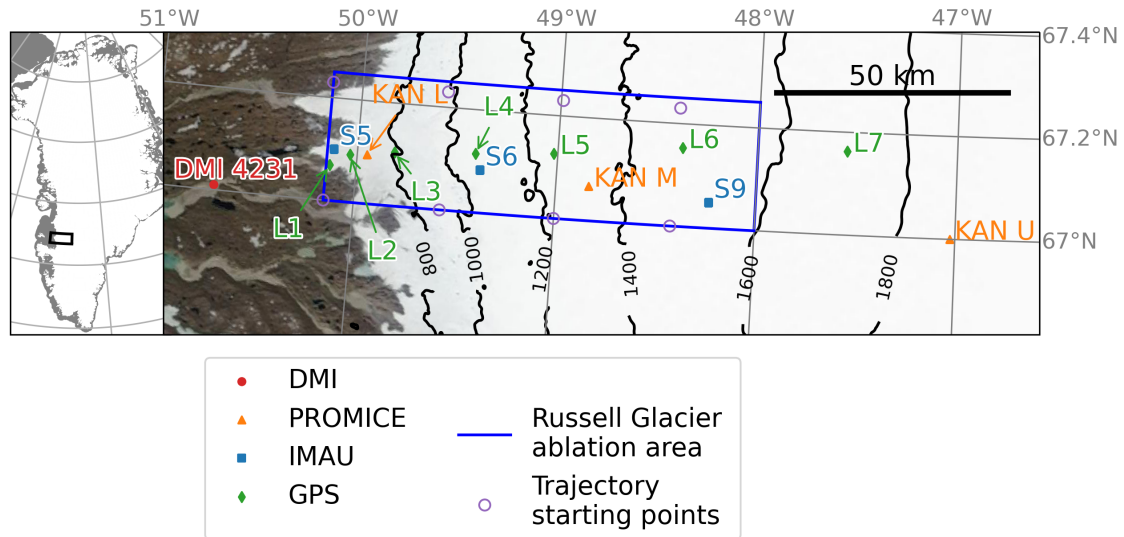 51°W 50°W 49°W 48°W 47°W
67.4°N
50 km
KAN L
L4
S5
L5
L6
L7
67.2°N
S6
DMI 4231
KAN M
L3
S9
L1
L2
KAN U
67°N
800
1000
1200
1400
1600
1800
DMI
PROMICE
IMAU
GPS
Russell Glacier
ablation area
Trajectory
starting points